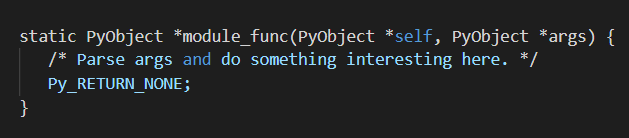 static PyObject *module_func(PyObject *self, PyObject *args) {
   /* Parse args and do something interesting here. */
   Py_RETURN_NONE;
}